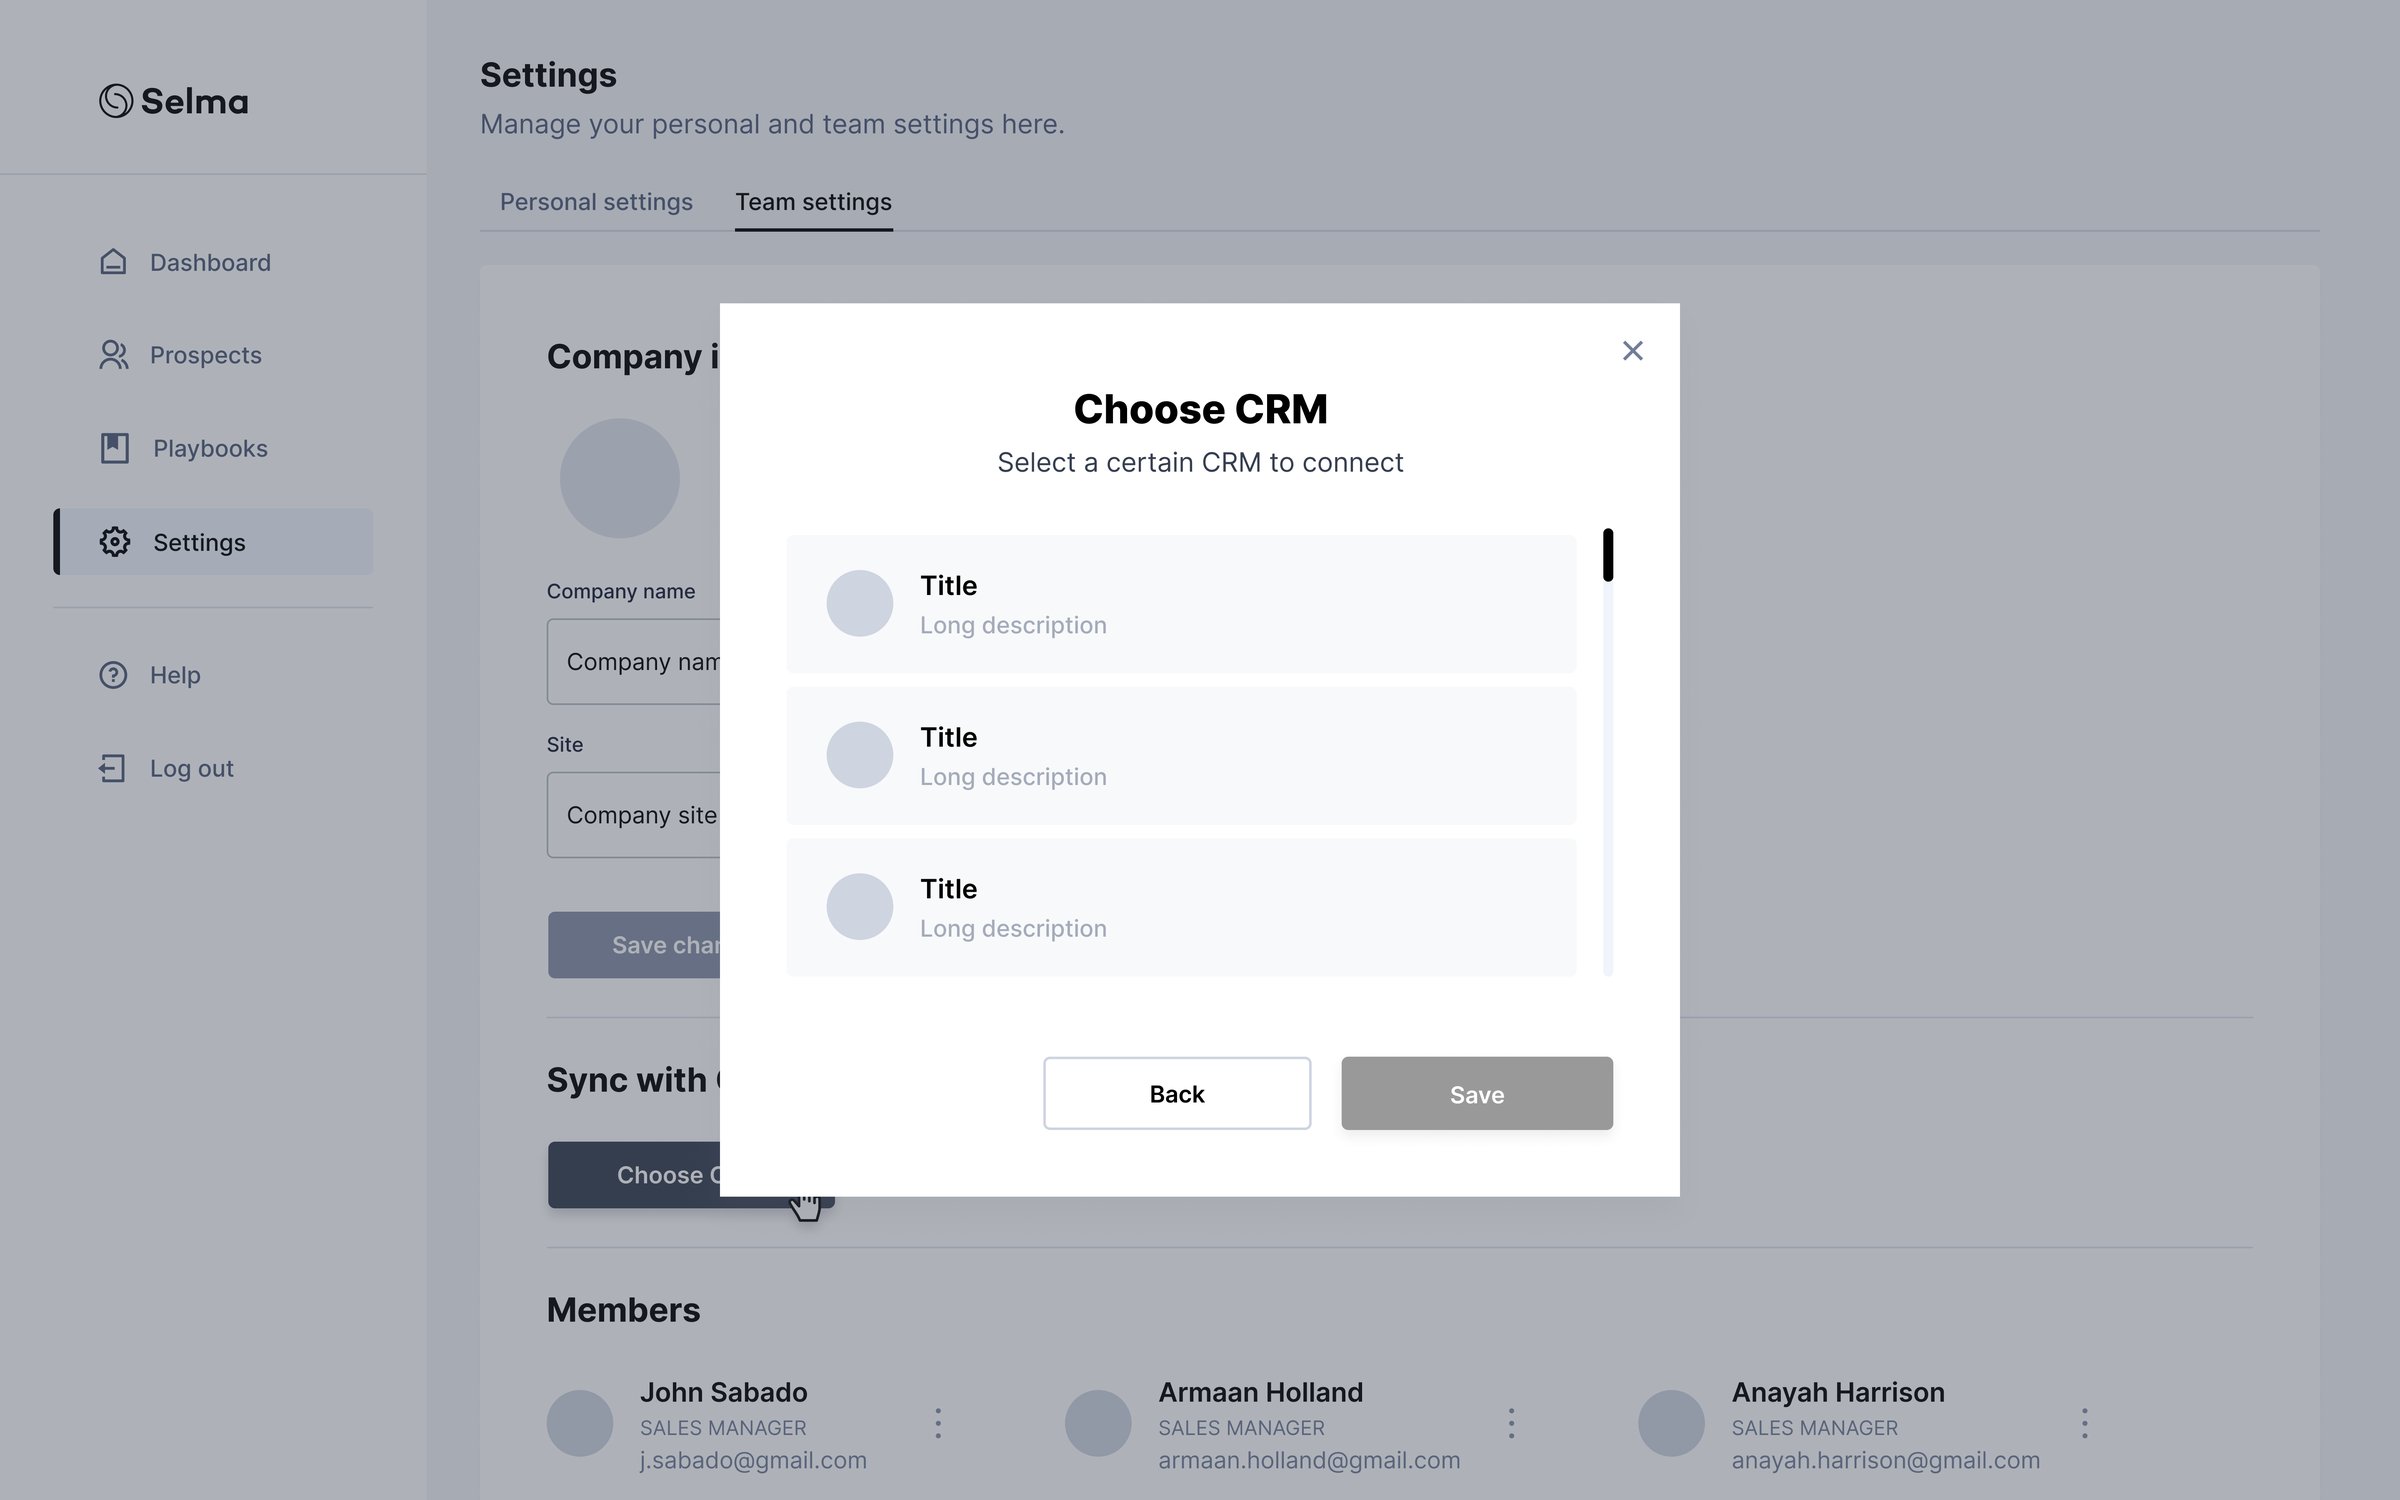 Selma
Dashboard
Prospects
Playbooks
Settings
Help
Log out
Settings
Manage your personal and team settings here.
Personal settings
Team settings
Company
Company name
Company
Site
Company site
Save
Sync with
Choose
Choose CRM
Select a certain CRM to connect
Title
Long description
Title
Long description
Title
Long description
Back
Save
Members
John Sabado
SALES MANAGER
j.sabado@gmail.com
Armaan Holland
SALES MANAGER
armaan.holland@gmail.com
Anayah Harrison
SALES MANAGER
anayah.harrison@gmail.com